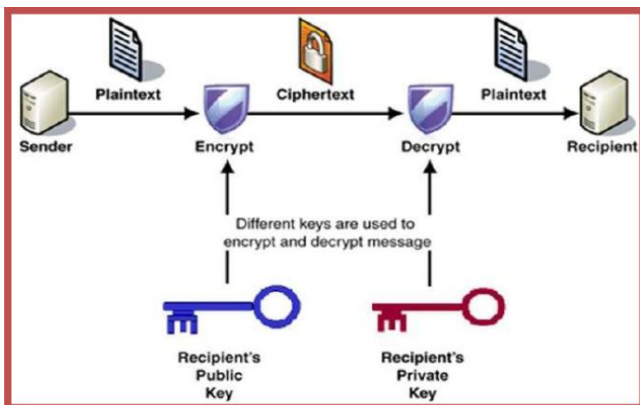 Plaintext
Ciphertext
Plaintext
Sender
Encrypt
Decrypt
Recipient
Different keys are used to
encrypt and decrypt message
Recipient's
Public
Key
Recipient's
Private
Key